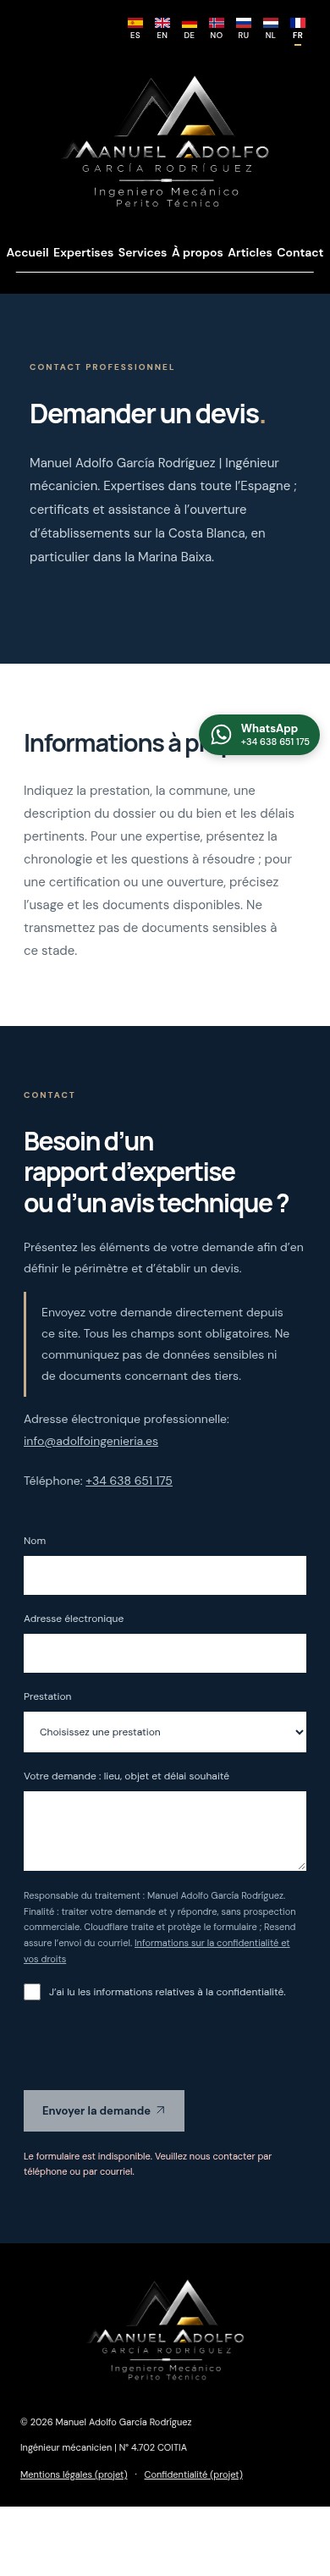 ES EN DE NO RU NL FR
MANUEL ADOLFO
GARCÍA RODRÍGUEZ
Ingeniero Mecánico
Perito Técnico
Accueil Expertises Services À propos Articles Contact
CONTACT PROFESSIONNEL
Demander un devis.
Manuel Adolfo García Rodríguez | Ingénieur
mécanicien. Expertises dans toute l’Espagne ;
certificats et assistance à l’ouverture
d’établissements sur la Costa Blanca, en
particulier dans la Marina Baixa.
WhatsApp
+34 638 651 175
Informations à
Indiquez la prestation, la commune, une
description du dossier ou du bien et les délais
pertinents. Pour une expertise, présentez la
chronologie et les questions à résoudre ; pour
une certification ou une ouverture, précisez
l’usage et les documents disponibles. Ne
transmettez pas de documents sensibles à
ce stade.
CONTACT
Besoin d’un
rapport d’expertise
ou d’un avis technique ?
Présentez les éléments de votre demande afin d’en
définir le périmètre et d’établir un devis.
Envoyez votre demande directement depuis
ce site. Tous les champs sont obligatoires. Ne
communiquez pas de données sensibles ni
de documents concernant des tiers.
Adresse électronique professionnelle:
info@adolfoingenieria.es
Téléphone: +34 638 651 175
Nom
Adresse électronique
Prestation
Choisissez une prestation
Votre demande : lieu, objet et délai souhaité
Responsable du traitement : Manuel Adolfo García Rodríguez.
Finalité : traiter votre demande et y répondre, sans prospection
commerciale. Cloudflare traite et protège le formulaire ; Resend
assure l’envoi du courriel. Informations sur la confidentialité et
vos droits
J’ai lu les informations relatives à la confidentialité.
Envoyer la demande
Le formulaire est indisponible. Veuillez nous contacter par
téléphone ou par courriel.
MANUEL ADOLFO
GARCÍA RODRÍGUEZ
Ingeniero Mecánico
Perito Técnico
© 2026 Manuel Adolfo García Rodríguez
Ingénieur mécanicien | N° 4.702 COITIA
Mentions légales (projet) · Confidentialité (projet)